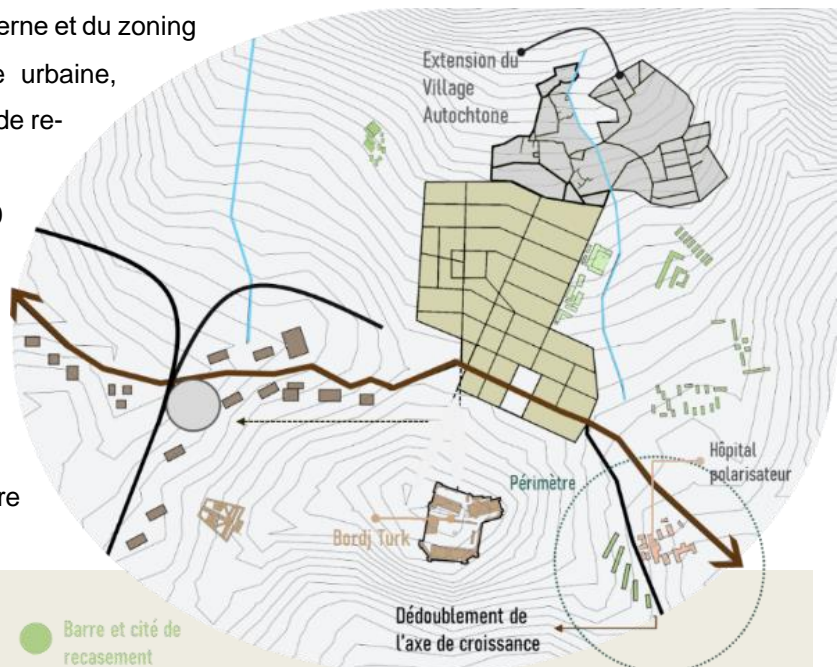 erne et du zoning
e urbaine,
de re-
)
re
Extension du
Village
Autochtone
Hôpital
polarisateur
Périmètre
Bordj Turk
Dédoublement de
l'axe de croissance
Barre et cité de
recasement